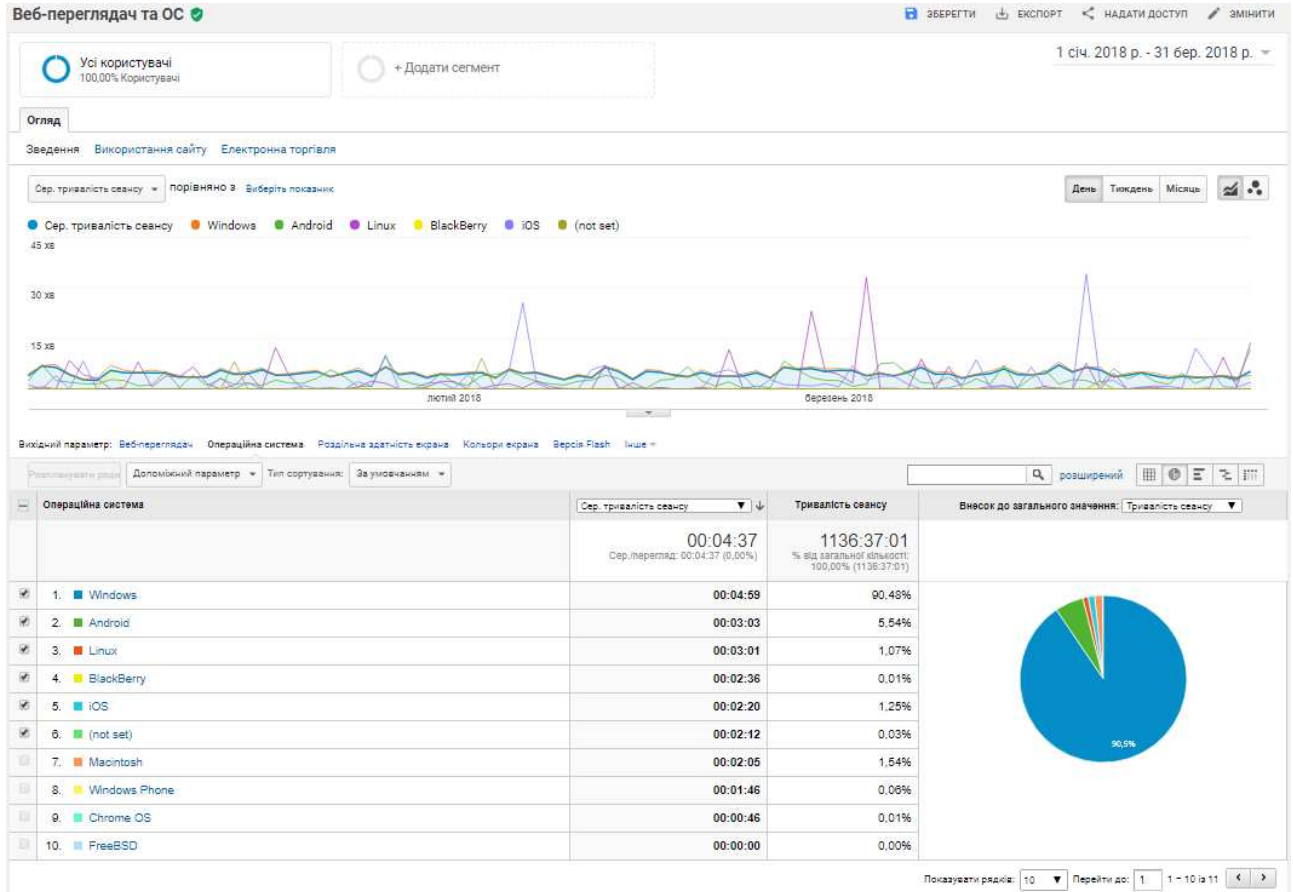 Веб-переглядач та ОС
ЗБЕРЕГТИ ЕКСПОРТ НАДАТИ ДОСТУП ЗМІНИТИ
Усі користувачі
100,00% Користувачі
+ Додати сегмент
1 січ. 2018 р. - 31 бер. 2018 р.
Огляд
Зведення Використання сайту Електронна торгівля
Сер. тривалість сеансу порівняно з Виберіть показник
День Тиждень Місяць
Сер. тривалість сеансу Windows Android Linux BlackBerry iOS (not set)
45 хв
30 хв
15 хв
лютий 2018 березень 2018
Вихідний параметр: Веб-переглядач Операційна система Роздільна здатність екрана Кольори екрана Версія Flash Інше
Допоміжний параметр Тип сортування: За умовчанням розширений
Операційна система Сер. тривалість сеансу Тривалість сеансу Внесок до загального значення: Тривалість сеансу
00:04:37 1136:37:01
Сер./перегляд: 00:04:37 (0,00%) % від загальної кількості:
100,00% (1136:37:01)
1. Windows 00:04:59 90,48%
2. Android 00:03:03 5,54%
3. Linux 00:03:01 1,07%
4. BlackBerry 00:02:36 0,01%
5. iOS 00:02:20 1,25%
6. (not set) 00:02:12 0,03%
7. Macintosh 00:02:05 1,54%
8. Windows Phone 00:01:46 0,06%
9. Chrome OS 00:00:46 0,01%
10. FreeBSD 00:00:00 0,00%
90,5%
Показувати рядків: 10 Перейти до: 1 1 – 10 із 11